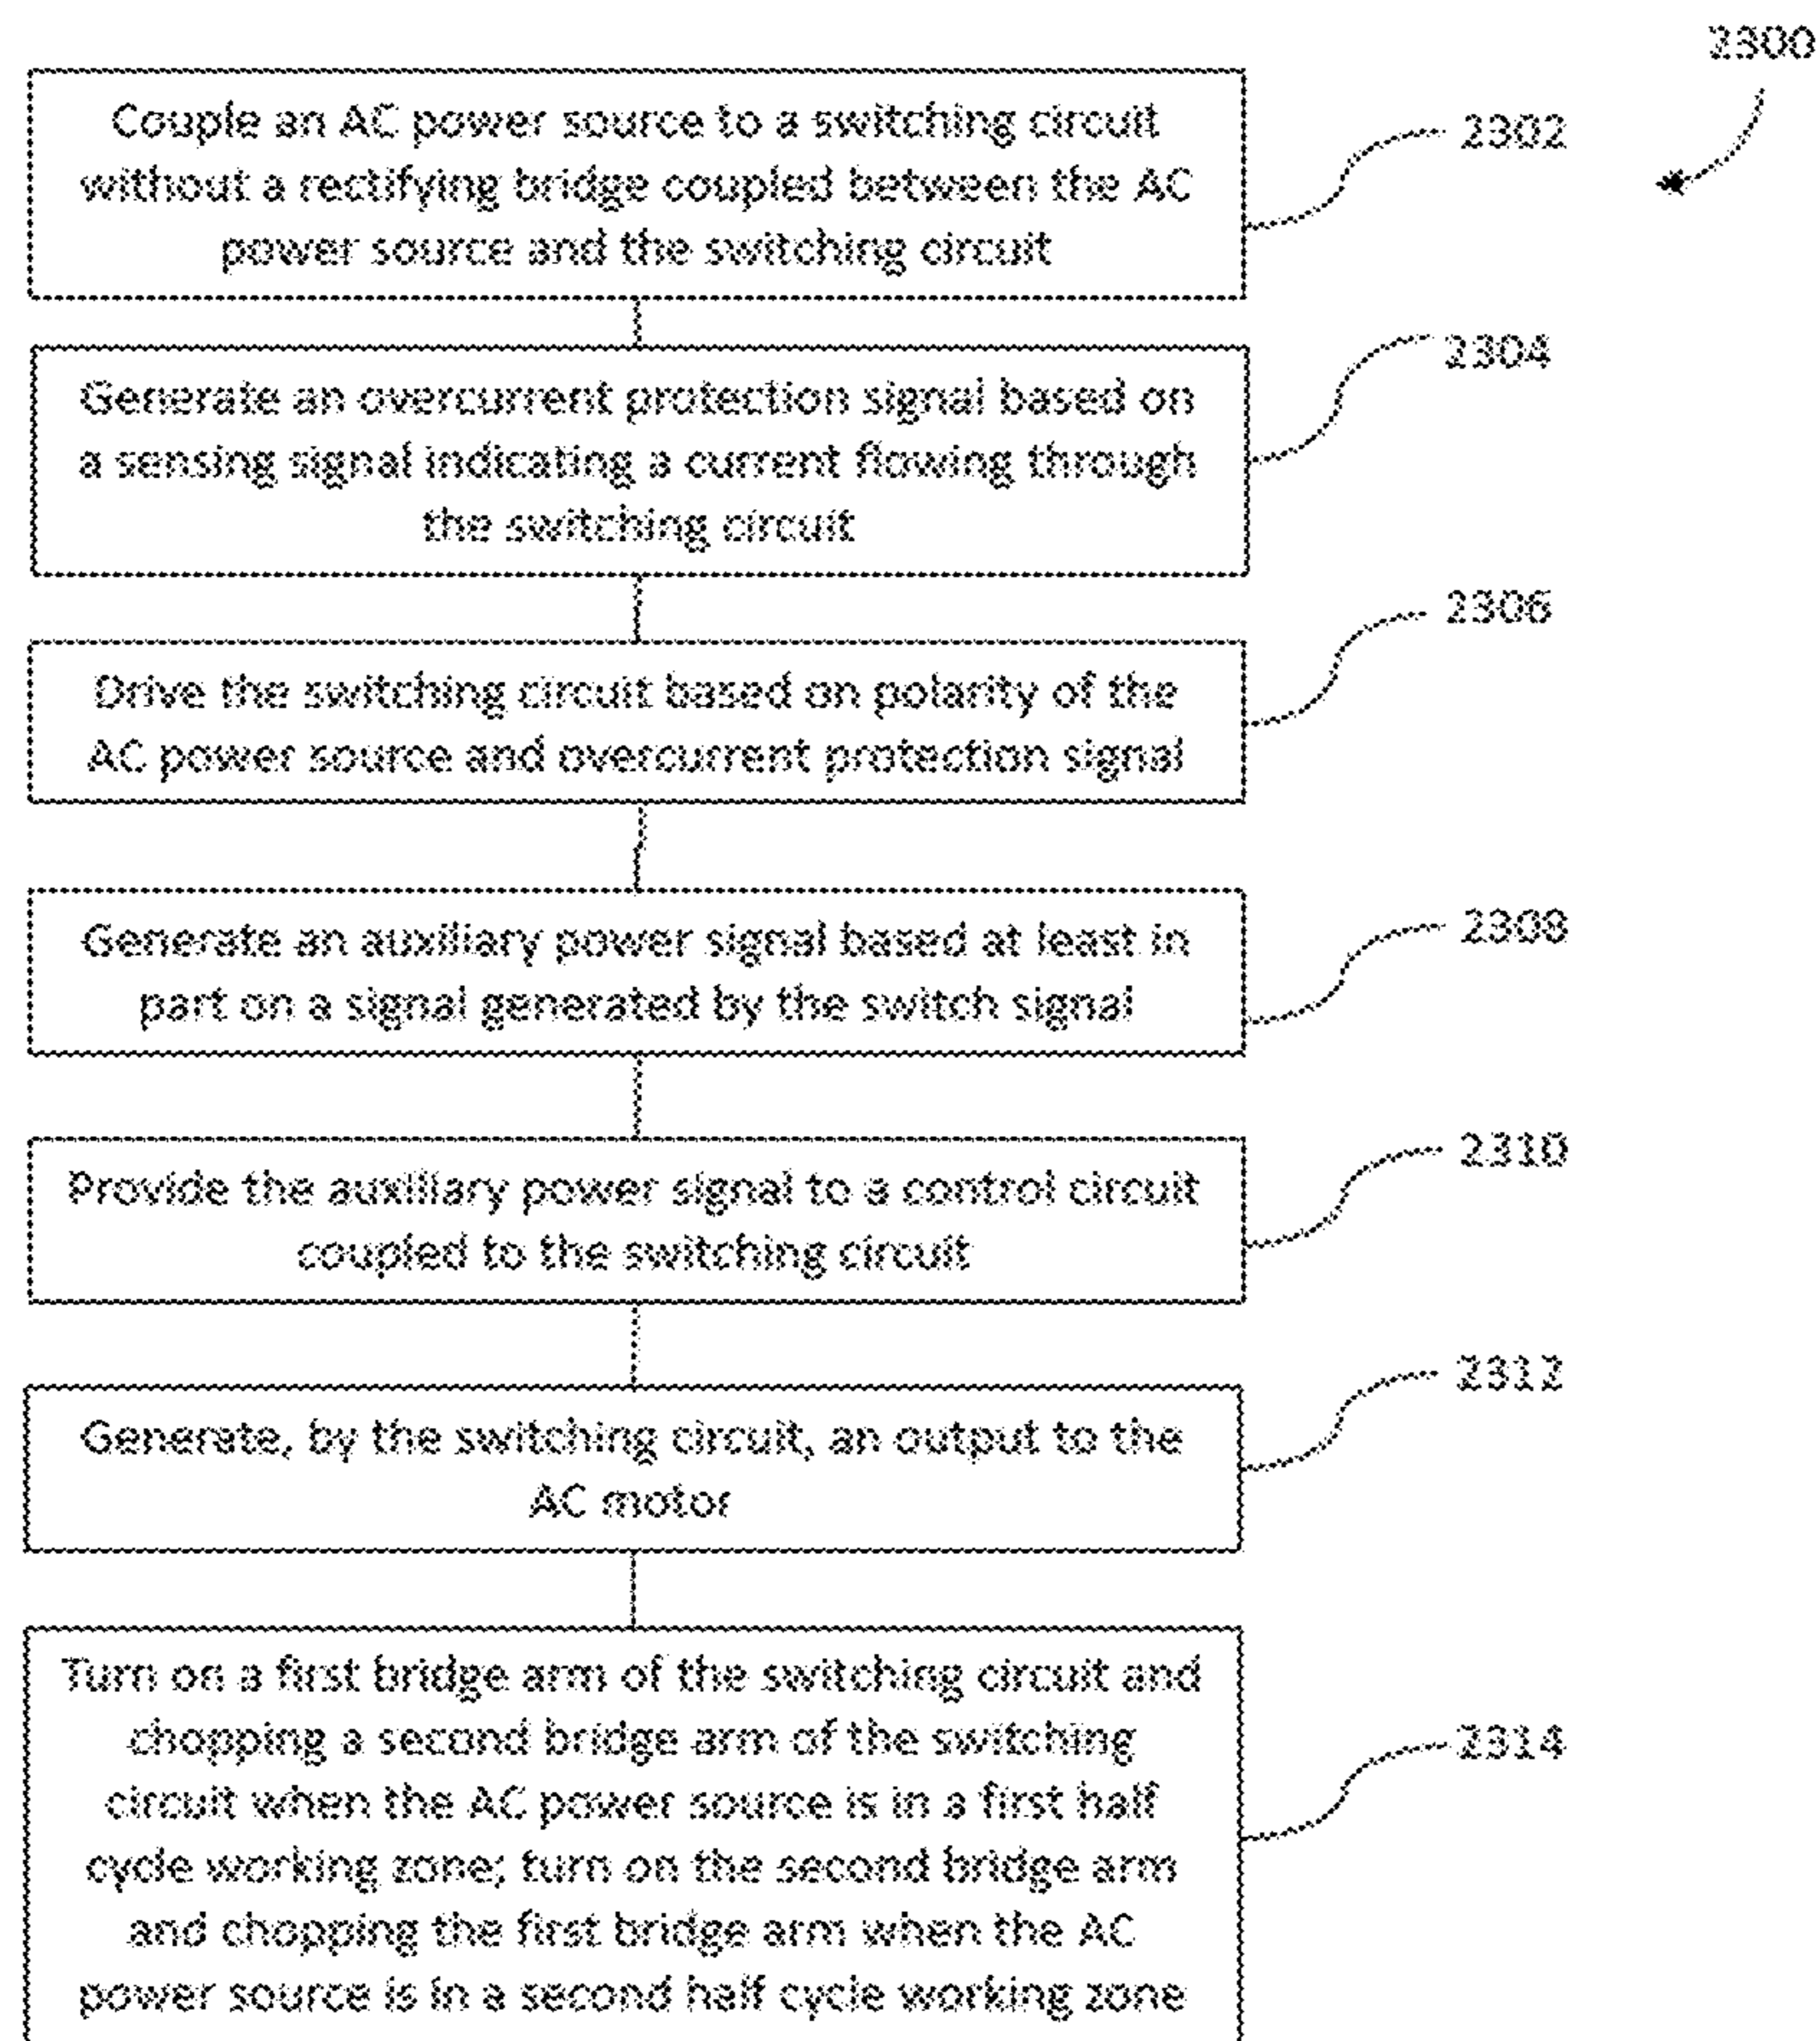 2300
Couple an AC power source to a switching circuit
without a rectifying bridge coupled between the AC
power source and the switching circuit
2302
Generate an overcurrent protection signal based on
a sensing signal indicating a current flowing through
the switching circuit
2304
Drive the switching circuit based on polarity of the
AC power source and overcurrent protection signal
2306
Generate an auxiliary power signal based at least in
part on a signal generated by the switch signal
2308
Provide the auxiliary power signal to a control circuit
coupled to the switching circuit
2310
Generate, by the switching circuit, an output to the
AC motor
2312
Turn on a first bridge arm of the switching circuit and
chopping a second bridge arm of the switching
circuit when the AC power source is in a first half
cycle working zone; turn on the second bridge arm
and chopping the first bridge arm when the AC
power source is in a second half cycle working zone
2314